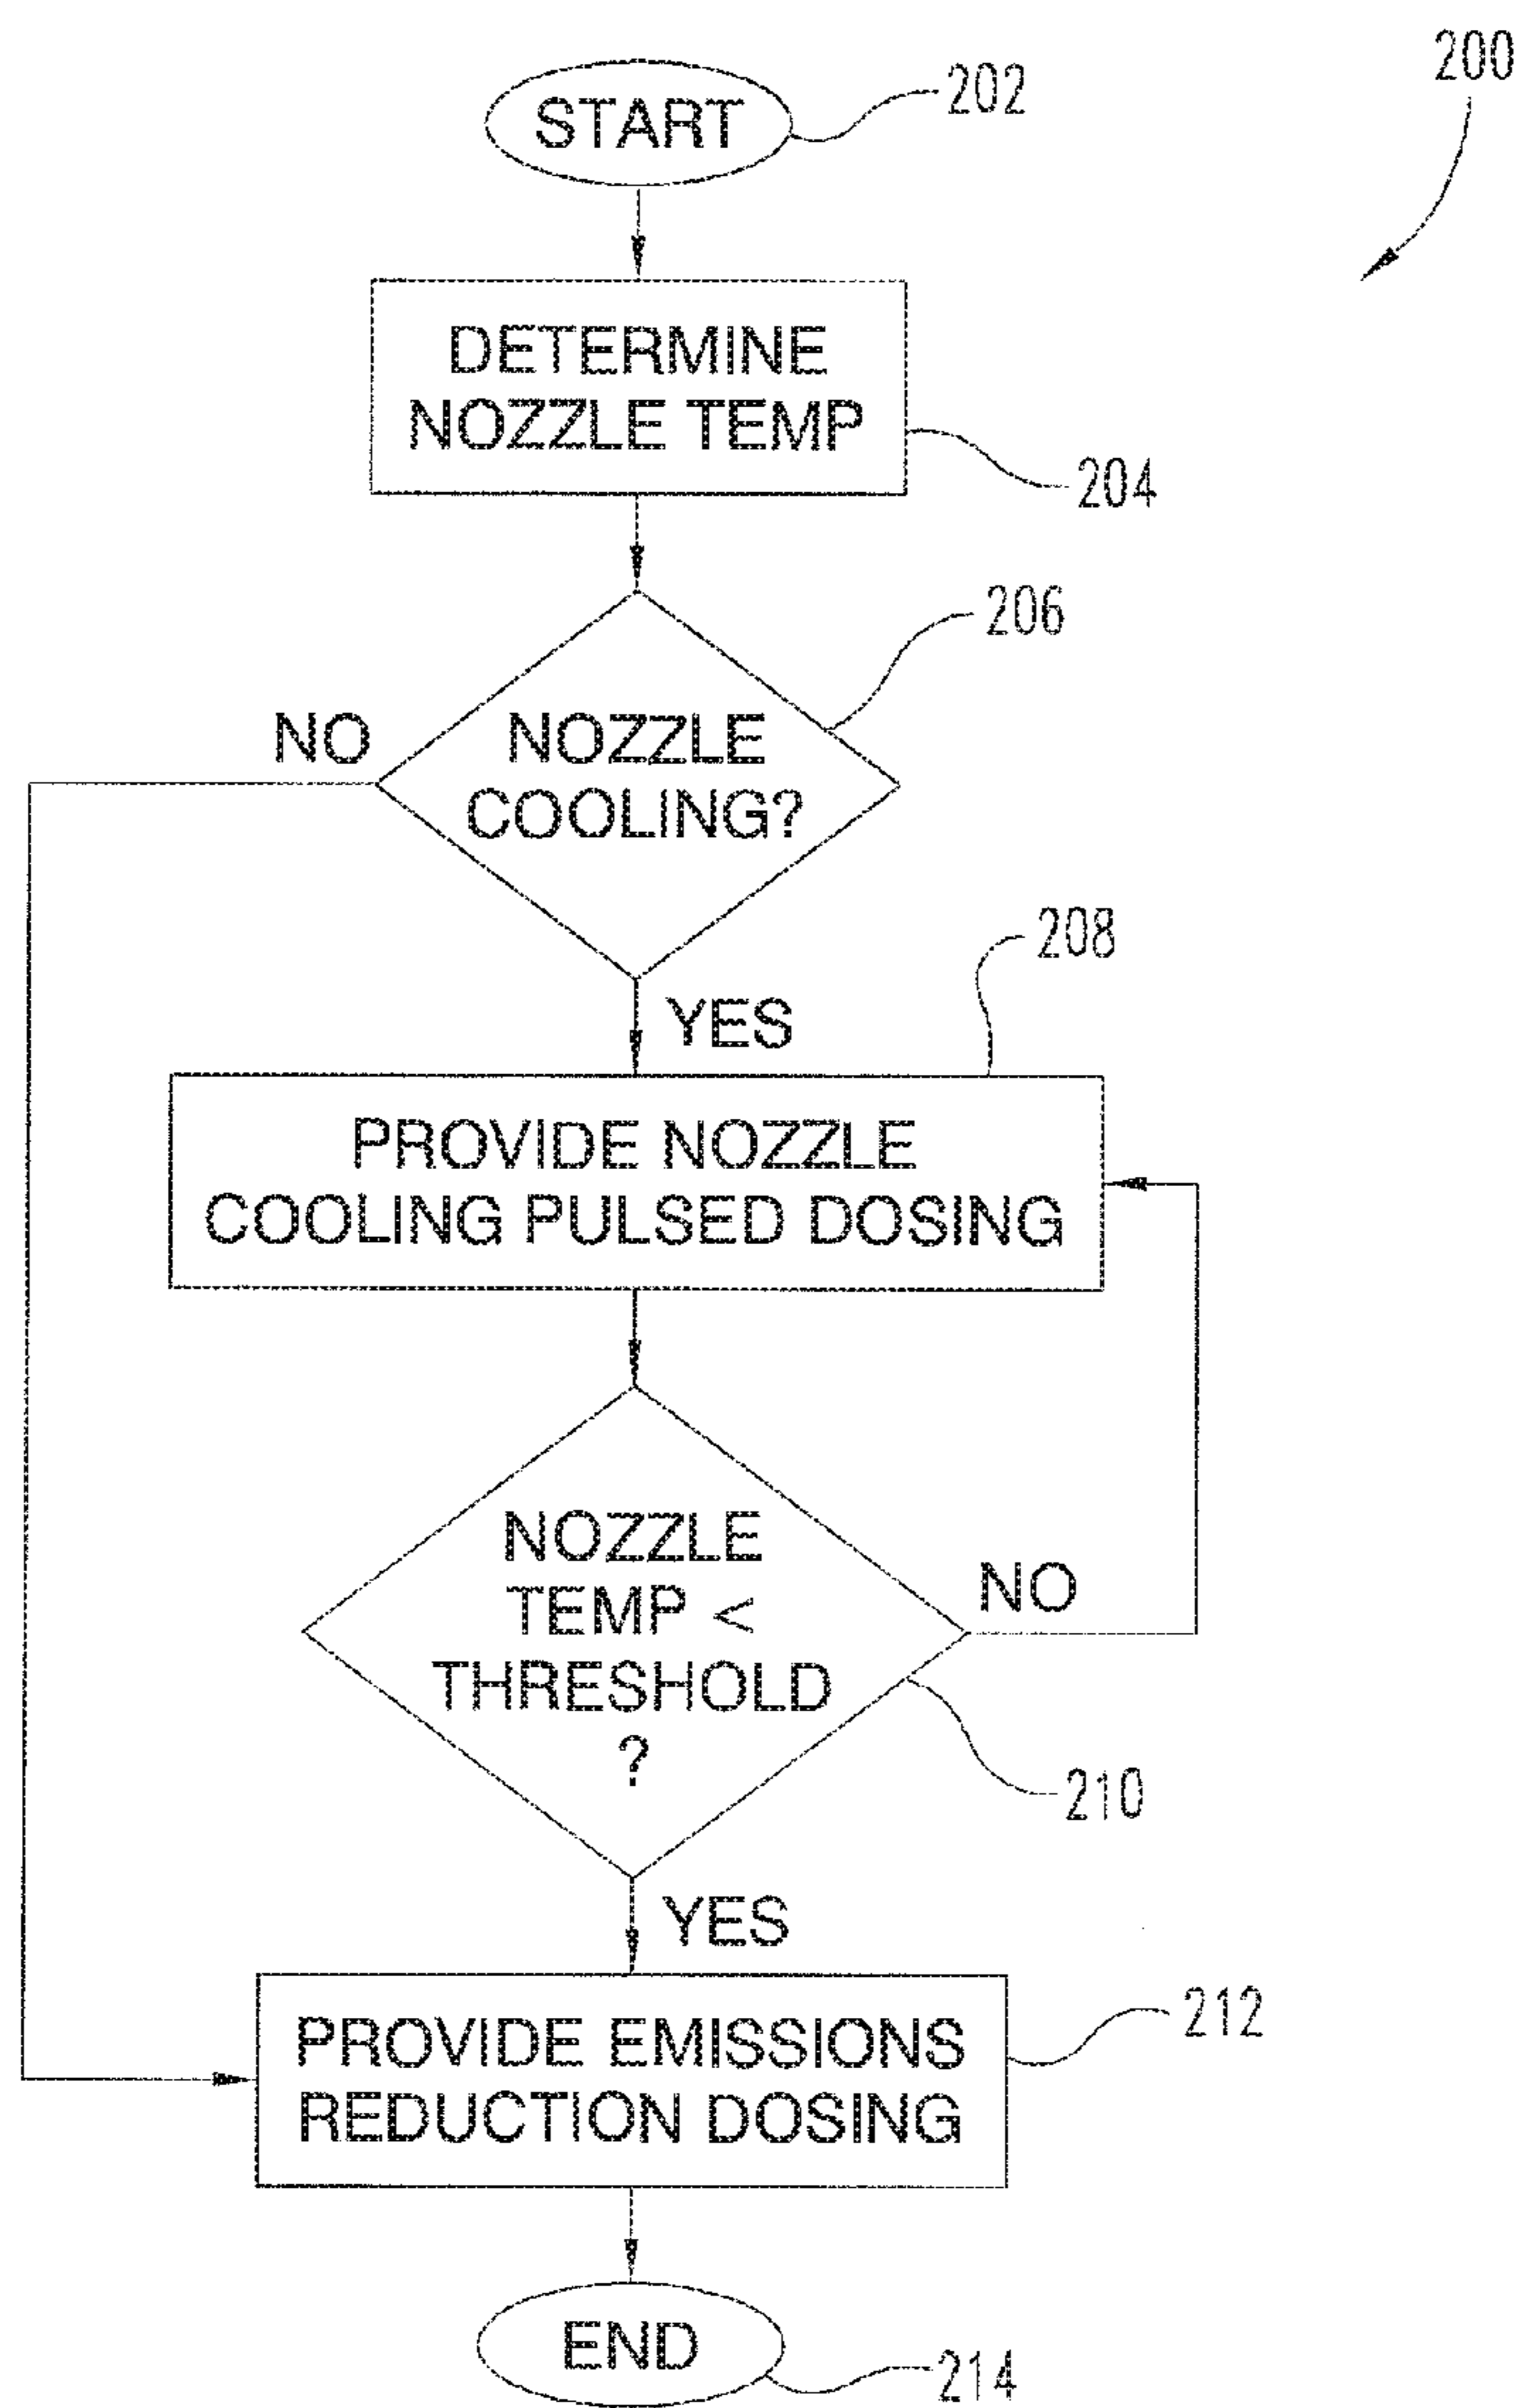 200
START
202
DETERMINE
NOZZLE TEMP
204
206
NO
NOZZLE
COOLING?
208
YES
PROVIDE NOZZLE
COOLING PULSED DOSING
NOZZLE
TEMP <
THRESHOLD
?
NO
210
YES
PROVIDE EMISSIONS
REDUCTION DOSING
212
END
214